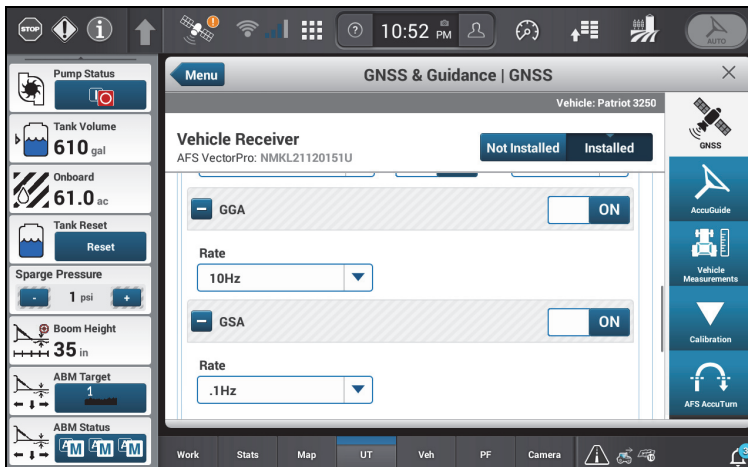 STOP
?
10:52 PM
AUTO
Pump Status
Tank Volume
610 gal
Onboard
61.0 ac
Tank Reset
Reset
Sparge Pressure
- 1 psi +
Boom Height
35 in
ABM Target
1
ABM Status
M M M
Menu
GNSS & Guidance | GNSS
Vehicle: Patriot 3250
Vehicle Receiver
AFS VectorPro: NMKL21120151U
Not Installed
Installed
GGA
ON
Rate
10Hz
GSA
ON
Rate
.1Hz
GNSS
AccuGuide
Vehicle
Measurements
Calibration
AFS AccuTurn
Work
Stats
Map
UT
Veh
PF
Camera